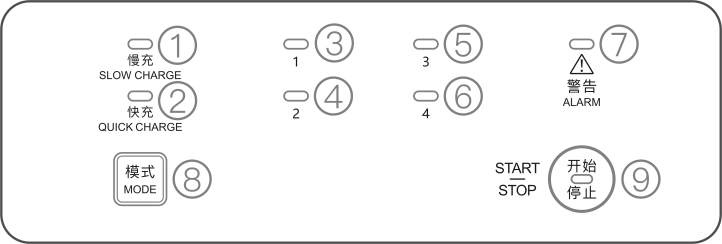 ① ③ ⑤ ⑦
慢充 1 3
SLOW CHARGE
② ④ ⑥ 警告
快充 2 4 ALARM
QUICK CHARGE
模式 ⑧ START 开始 ⑨
MODE STOP 停止